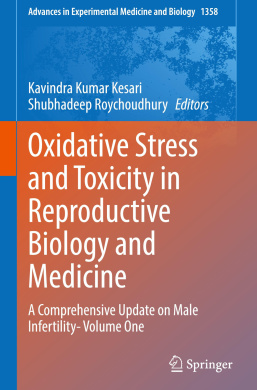 Advances in Experimental Medicine and Biology 1358
Kavindra Kumar Kesari
Shubhadeep Roychoudhury Editors
Oxidative Stress
and Toxicity in
Reproductive
Biology and
Medicine
A Comprehensive Update on Male
Infertility- Volume One
Springer